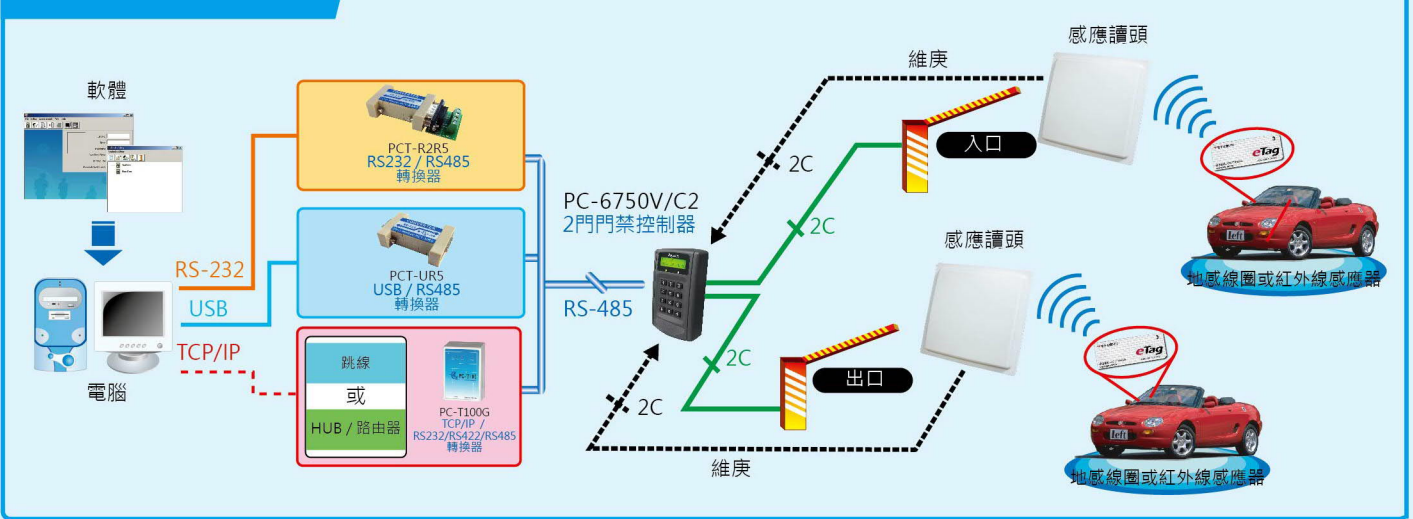 軟體
電腦
RS-232
USB
TCP/IP
PCT-R2R5
RS232 / RS485
轉換器
PCT-UR5
USB / RS485
轉換器
跳線
或
HUB / 路由器
PC-T100G
TCP/IP /
RS232/RS422/RS485
轉換器
RS-485
PC-6750V/C2
2門門禁控制器
維庚
2C
2C
入口
感應讀頭
eTag
地感線圈或紅外線感應器
2C
2C
出口
維庚
感應讀頭
eTag
地感線圈或紅外線感應器